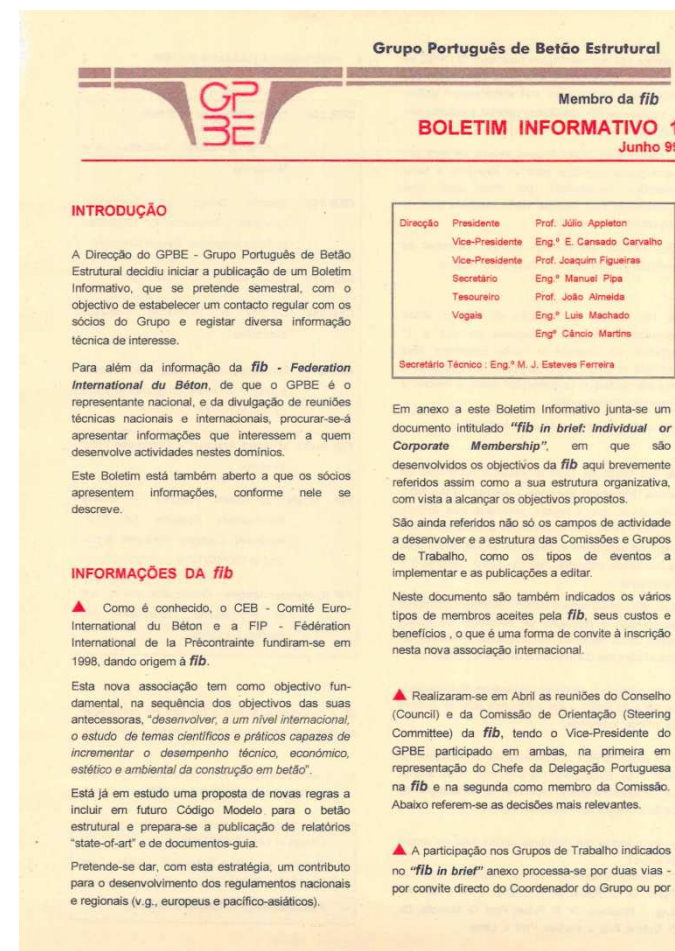 Grupo Português de Betão Estrutural
GP
BE
Membro da fib
BOLETIM INFORMATIVO 1
Junho 99
INTRODUÇÃO
A Direcção do GPBE - Grupo Português de Betão
Estrutural decidiu iniciar a publicação de um Boletim
Informativo, que se pretende semestral, com o
objectivo de estabelecer um contacto regular com os
sócios do Grupo e registar diversa informação
técnica de interesse.
Para além da informação da fib - Federation
International du Béton, de que o GPBE é o
representante nacional, e da divulgação de reuniões
técnicas nacionais e internacionais, procurar-se-á
apresentar informações que interessem a quem
desenvolve actividades nestes domínios.
Este Boletim está também aberto a que os sócios
apresentem informações, conforme nele se
descreve.
INFORMAÇÕES DA fib
▲ Como é conhecido, o CEB - Comité Euro-
International du Béton e a FIP - Fédération
International de la Précontrainte fundiram-se em
1998, dando origem à fib.
Esta nova associação tem como objectivo fun-
damental, na sequência dos objectivos das suas
antecessoras, "desenvolver, a um nível internacional,
o estudo de temas científicos e práticos capazes de
incrementar o desempenho técnico, económico,
estético e ambiental da construção em betão".
Está já em estudo uma proposta de novas regras a
incluir em futuro Código Modelo para o betão
estrutural e prepara-se a publicação de relatórios
"state-of-art" e de documentos-guia.
Pretende-se dar, com esta estratégia, um contributo
para o desenvolvimento dos regulamentos nacionais
e regionais (v.g., europeus e pacífico-asiáticos).
Direcção Presidente Prof. Júlio Appleton
Vice-Presidente Eng.º E. Cansado Carvalho
Vice-Presidente Prof. Joaquim Figueiras
Secretário Eng.º Manuel Pipa
Tesoureiro Prof. João Almeida
Vogais Eng.º Luis Machado
Engº Câncio Martins
Secretário Técnico : Eng.º M. J. Esteves Ferreira
Em anexo a este Boletim Informativo junta-se um
documento intitulado "fib in brief: Individual or
Corporate Membership", em que são
desenvolvidos os objectivos da fib aqui brevemente
referidos assim como a sua estrutura organizativa,
com vista a alcançar os objectivos propostos.
São ainda referidos não só os campos de actividade
a desenvolver e a estrutura das Comissões e Grupos
de Trabalho, como os tipos de eventos a
implementar e as publicações a editar.
Neste documento são também indicados os vários
tipos de membros aceites pela fib, seus custos e
benefícios , o que é uma forma de convite à inscrição
nesta nova associação internacional.
▲ Realizaram-se em Abril as reuniões do Conselho
(Council) e da Comissão de Orientação (Steering
Committee) da fib, tendo o Vice-Presidente do
GPBE participado em ambas, na primeira em
representação do Chefe da Delegação Portuguesa
na fib e na segunda como membro da Comissão.
Abaixo referem-se as decisões mais relevantes.
▲ A participação nos Grupos de Trabalho indicados
no "fib in brief" anexo processa-se por duas vias -
por convite directo do Coordenador do Grupo ou por